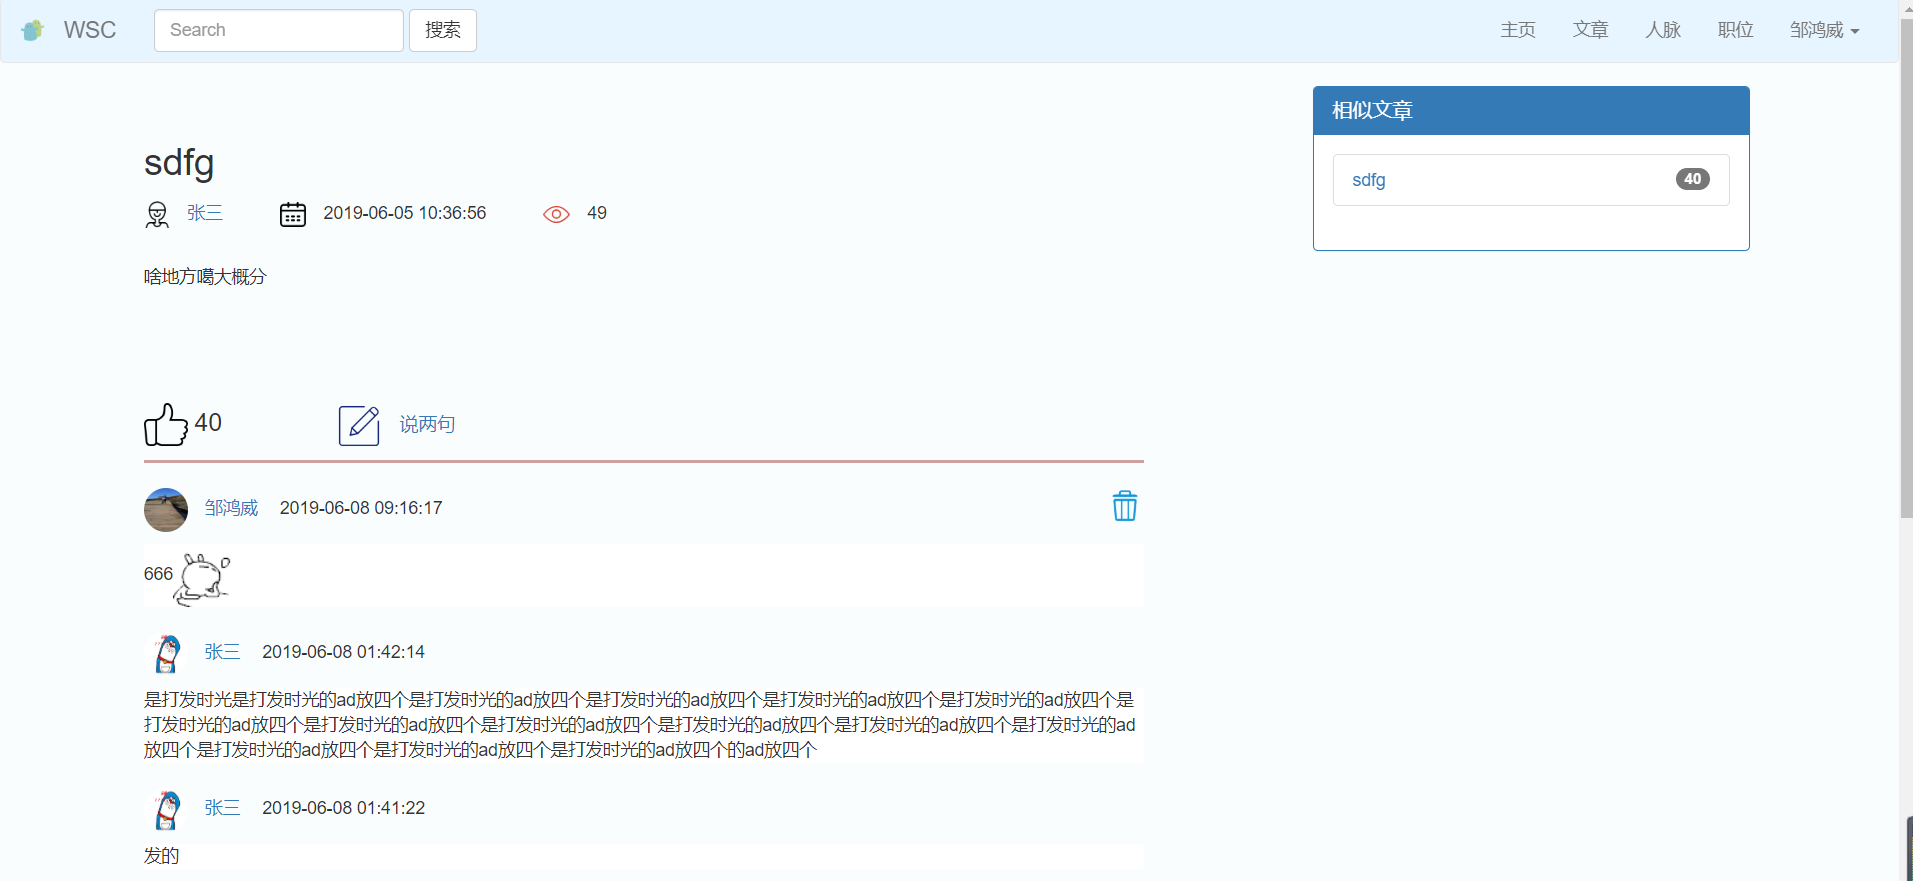 WSC Search 搜索 主页 文章 人脉 职位 邹鸿威
相似文章
sdfg 40
sdfg
张三 2019-06-05 10:36:56 49
啥地方噶大概分
40 说两句
邹鸿威 2019-06-08 09:16:17
666
张三 2019-06-08 01:42:14
是打发时光是打发时光的ad放四个是打发时光的ad放四个是打发时光的ad放四个是打发时光的ad放四个是打发时光的ad放四个是
打发时光的ad放四个是打发时光的ad放四个是打发时光的ad放四个是打发时光的ad放四个是打发时光的ad放四个是打发时光的ad
放四个是打发时光的ad放四个是打发时光的ad放四个是打发时光的ad放四个的ad放四个
张三 2019-06-08 01:41:22
发的